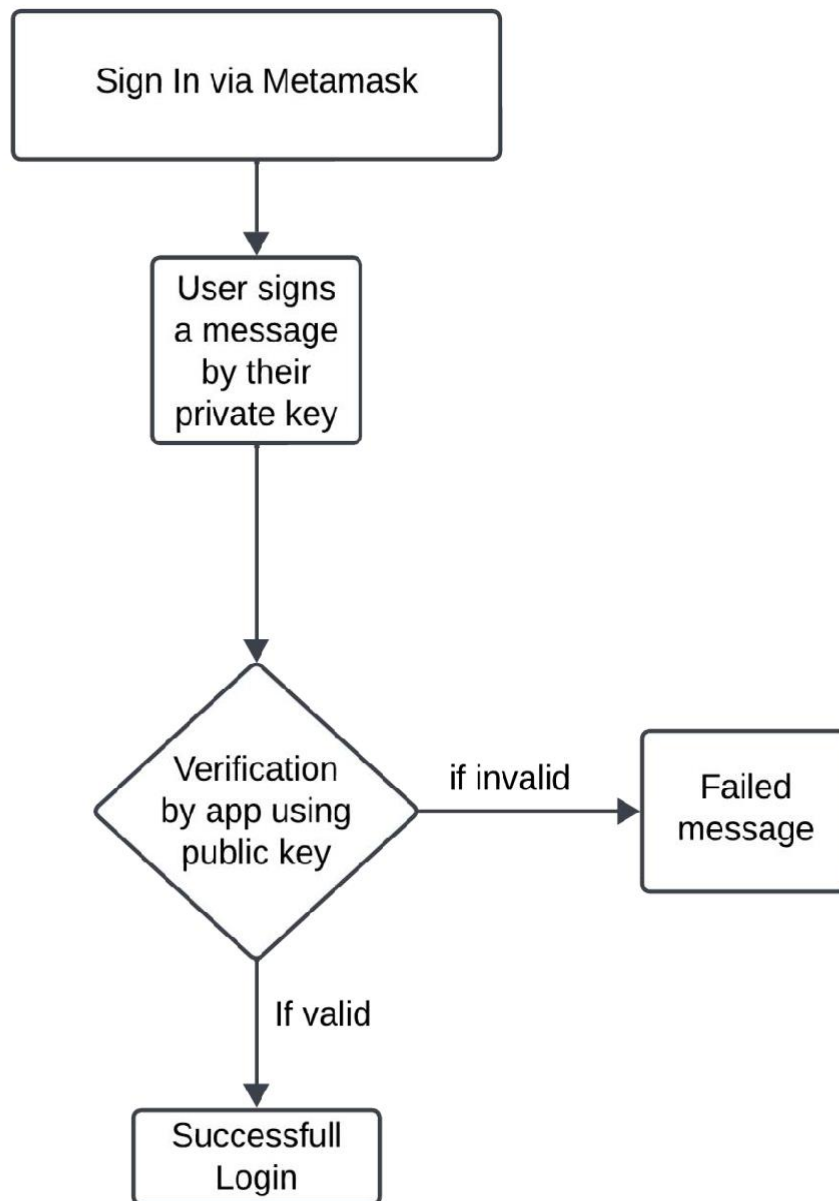 Sign In via Metamask
User signs
a message
by their
private key
Verification
by app using
public key
if invalid
Failed
message
If valid
Successfull
Login